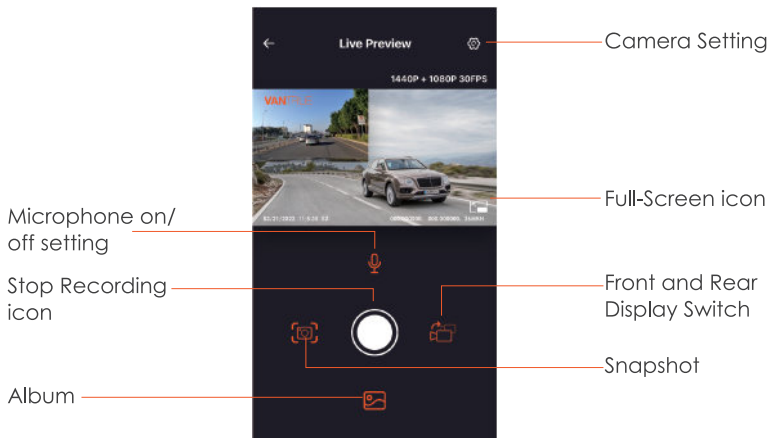 Live Preview
Camera Setting
1440P + 1080P 30FPS
Full-Screen icon
Microphone on/
off setting
Stop Recording
icon
Front and Rear
Display Switch
Snapshot
Album